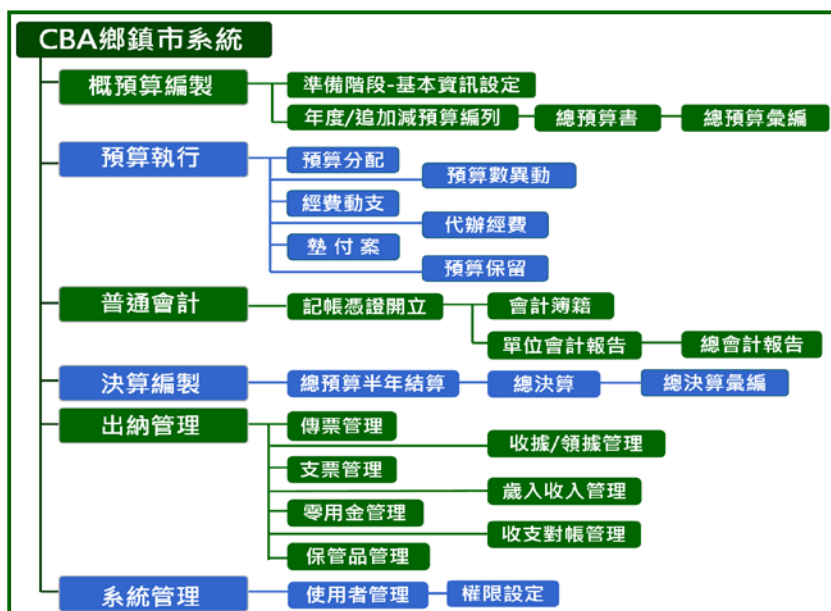 CBA鄉鎮市系統
概預算編製
準備階段-基本資訊設定
年度/追加減預算編列
總預算書
總預算彙編
預算執行
預算分配
預算數異動
經費動支
代辦經費
墊付案
預算保留
普通會計
記帳憑證開立
會計簿籍
單位會計報告
總會計報告
決算編製
總預算半年結算
總決算
總決算彙編
出納管理
傳票管理
收據/領據管理
支票管理
歲入收入管理
零用金管理
收支對帳管理
保管品管理
系統管理
使用者管理
權限設定